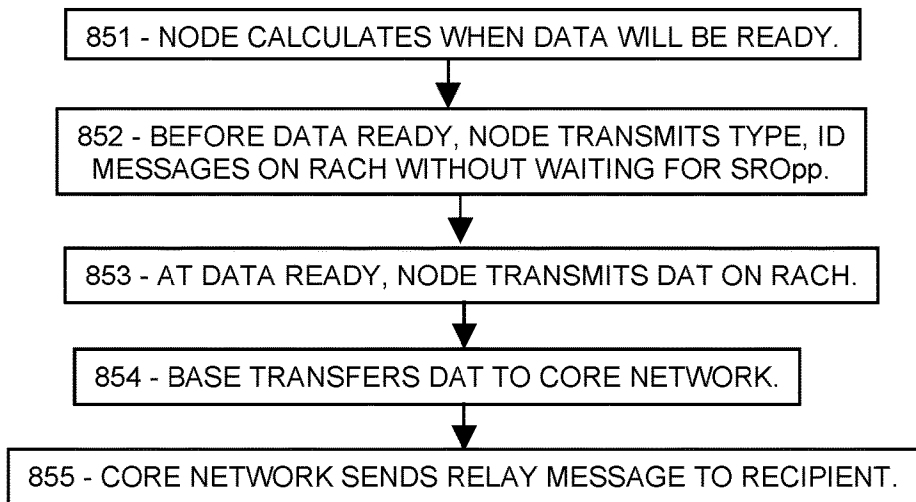 851 - NODE CALCULATES WHEN DATA WILL BE READY.
852 - BEFORE DATA READY, NODE TRANSMITS TYPE, ID
MESSAGES ON RACH WITHOUT WAITING FOR SROpp.
853 - AT DATA READY, NODE TRANSMITS DAT ON RACH.
854 - BASE TRANSFERS DAT TO CORE NETWORK.
855 - CORE NETWORK SENDS RELAY MESSAGE TO RECIPIENT.